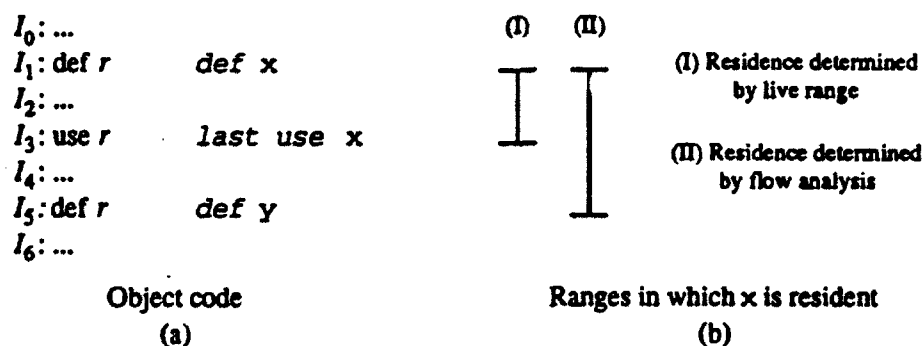 I0: ...
I1: def r def x
I2: ...
I3: use r last use x
I4: ...
I5: def r def y
I6: ...
Object code
(a)
(I) (II)
(I) Residence determined
by live range
(II) Residence determined
by flow analysis
Ranges in which x is resident
(b)